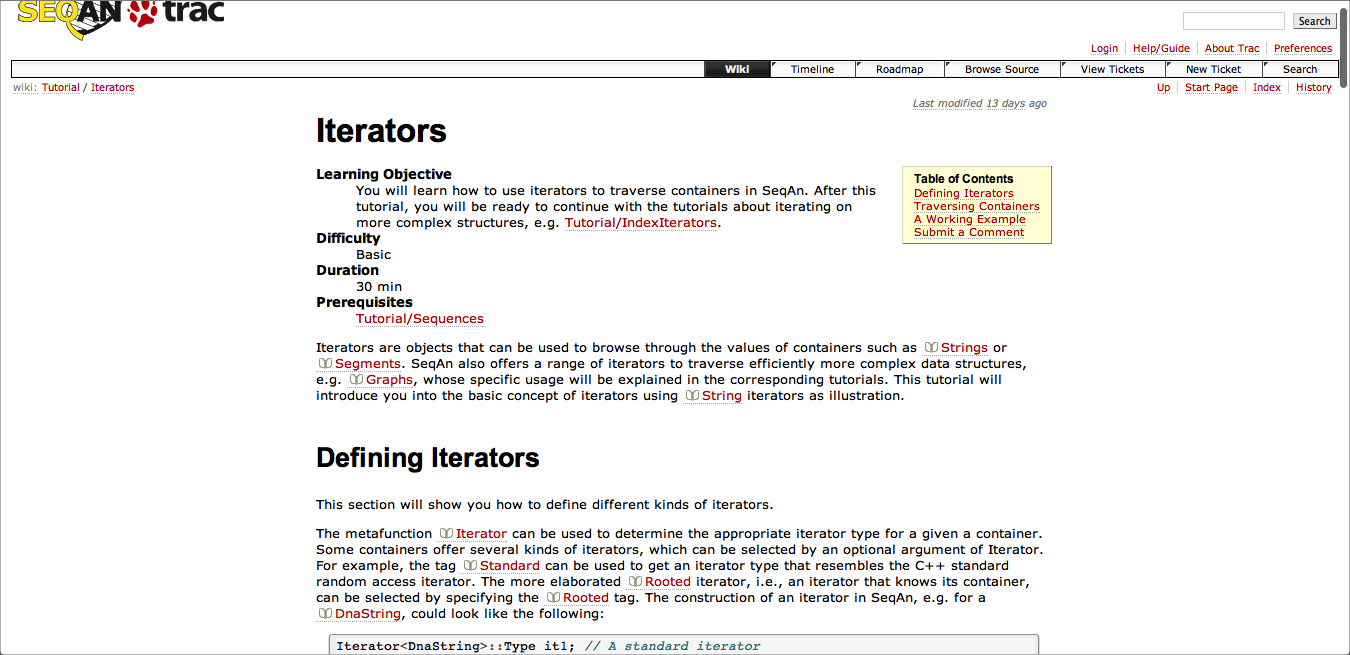 SEQAN trac
Search
Login Help/Guide About Trac Preferences
Wiki Timeline Roadmap Browse Source View Tickets New Ticket Search
wiki: Tutorial / Iterators
Up Start Page Index History
Last modified 13 days ago
Iterators
Learning Objective
You will learn how to use iterators to traverse containers in SeqAn. After this
tutorial, you will be ready to continue with the tutorials about iterating on
more complex structures, e.g. Tutorial/IndexIterators.
Difficulty
Basic
Duration
30 min
Prerequisites
Tutorial/Sequences
Table of Contents
Defining Iterators
Traversing Containers
A Working Example
Submit a Comment
Iterators are objects that can be used to browse through the values of containers such as Strings or
Segments. SeqAn also offers a range of iterators to traverse efficiently more complex data structures,
e.g. Graphs, whose specific usage will be explained in the corresponding tutorials. This tutorial will
introduce you into the basic concept of iterators using String iterators as illustration.
Defining Iterators
This section will show you how to define different kinds of iterators.
The metafunction Iterator can be used to determine the appropriate iterator type for a given a container.
Some containers offer several kinds of iterators, which can be selected by an optional argument of Iterator.
For example, the tag Standard can be used to get an iterator type that resembles the C++ standard
random access iterator. The more elaborated Rooted iterator, i.e., an iterator that knows its container,
can be selected by specifying the Rooted tag. The construction of an iterator in SeqAn, e.g. for a
DnaString, could look like the following:
Iterator<DnaString>::Type it1; // A standard iterator